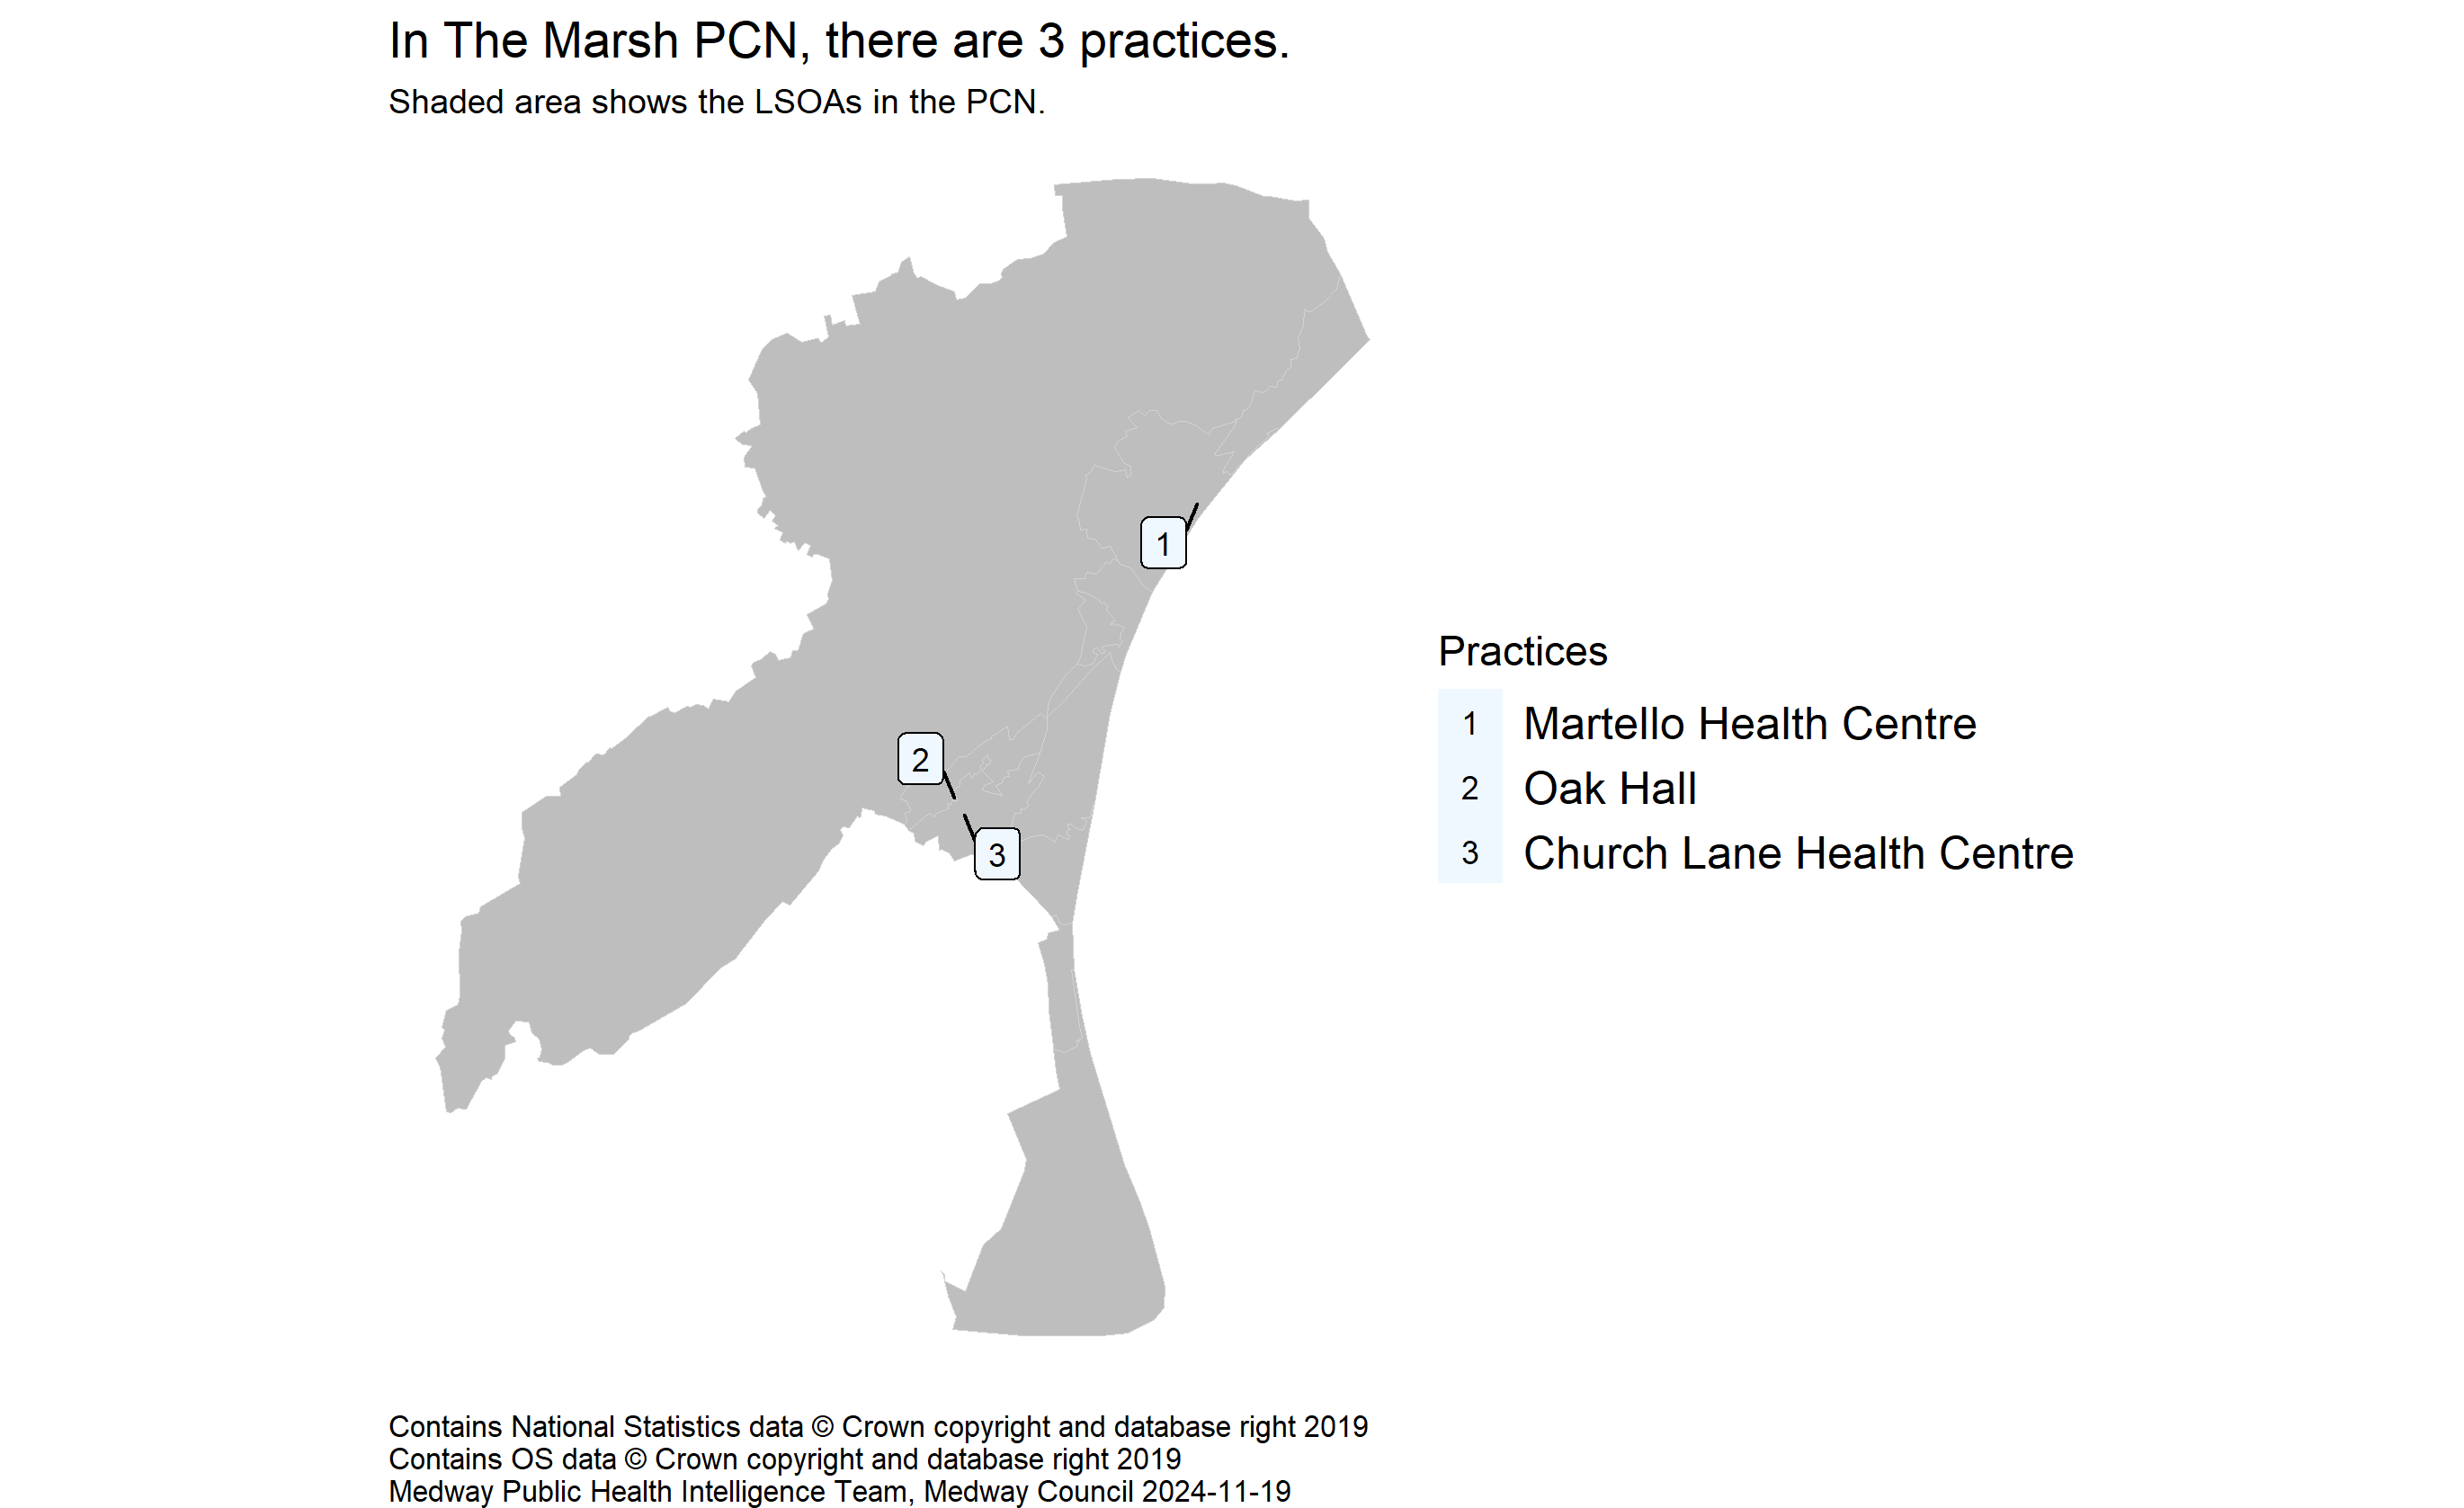 In The Marsh PCN, there are 3 practices.
Shaded area shows the LSOAs in the PCN.
1
2
3
Practices
1 Martello Health Centre
2 Oak Hall
3 Church Lane Health Centre
Contains National Statistics data © Crown copyright and database right 2019
Contains OS data © Crown copyright and database right 2019
Medway Public Health Intelligence Team, Medway Council 2024-11-19